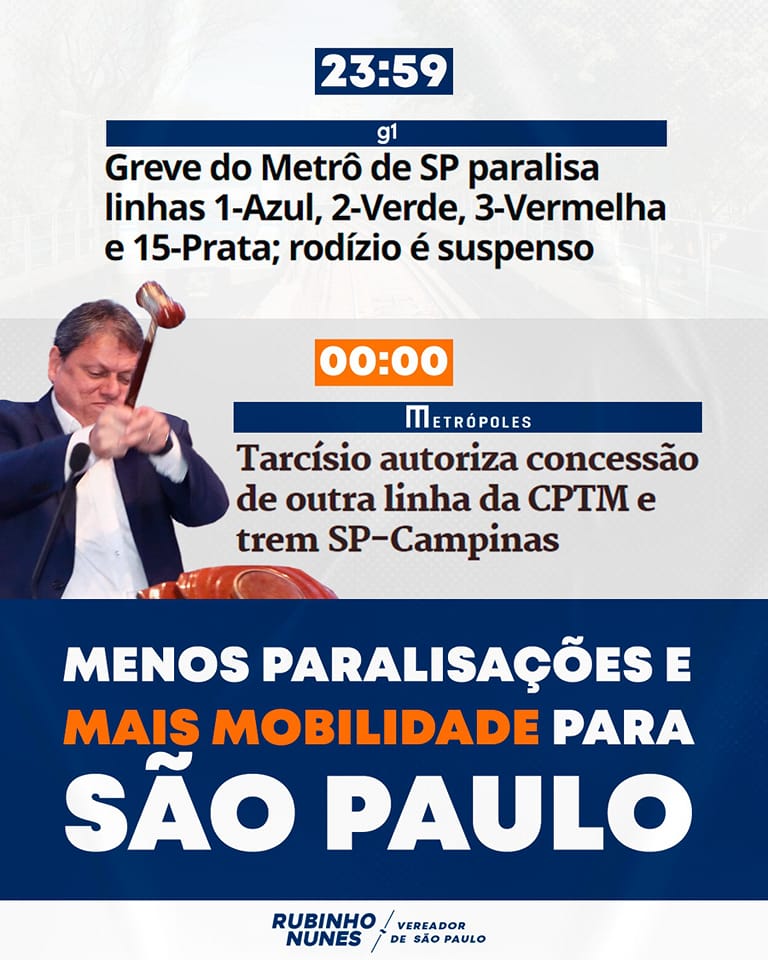 23:59
g1
Greve do Metrô de SP paralisa
linhas 1-Azul, 2-Verde, 3-Vermelha
e 15-Prata; rodízio é suspenso
00:00
METRÓPOLES
Tarcísio autoriza concessão
de outra linha da CPTM e
trem SP-Campinas
MENOS PARALISAÇÕES E
MAIS MOBILIDADE PARA
SÃO PAULO
RUBINHO
NUNES
VEREADOR
DE SÃO PAULO